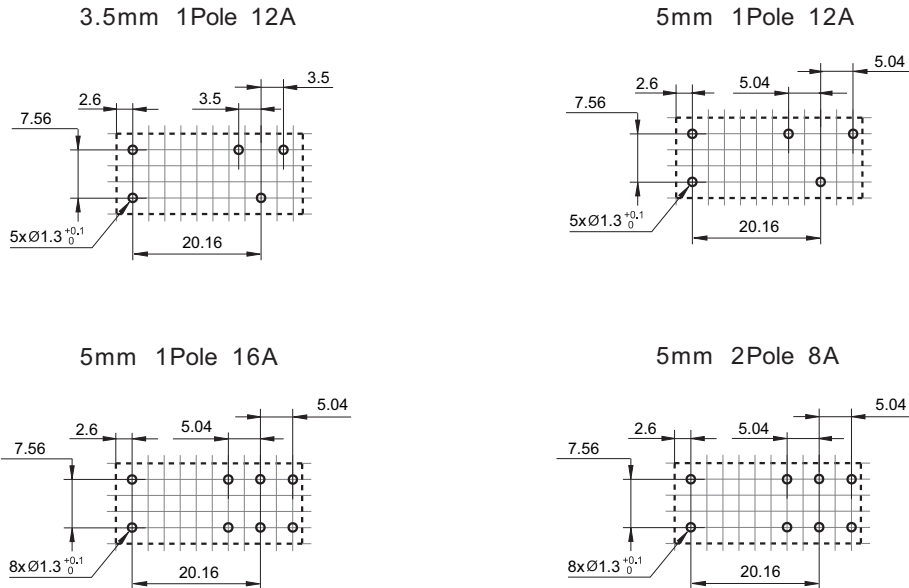 3.5mm 1Pole 12A
3.5
2.6
3.5
7.56
5xØ1.3 +0.1 0
20.16
5mm 1Pole 12A
5.04
2.6
5.04
7.56
5xØ1.3 +0.1 0
20.16
5mm 1Pole 16A
5.04
2.6
5.04
7.56
8xØ1.3 +0.1 0
20.16
5mm 2Pole 8A
5.04
2.6
5.04
7.56
8xØ1.3 +0.1 0
20.16